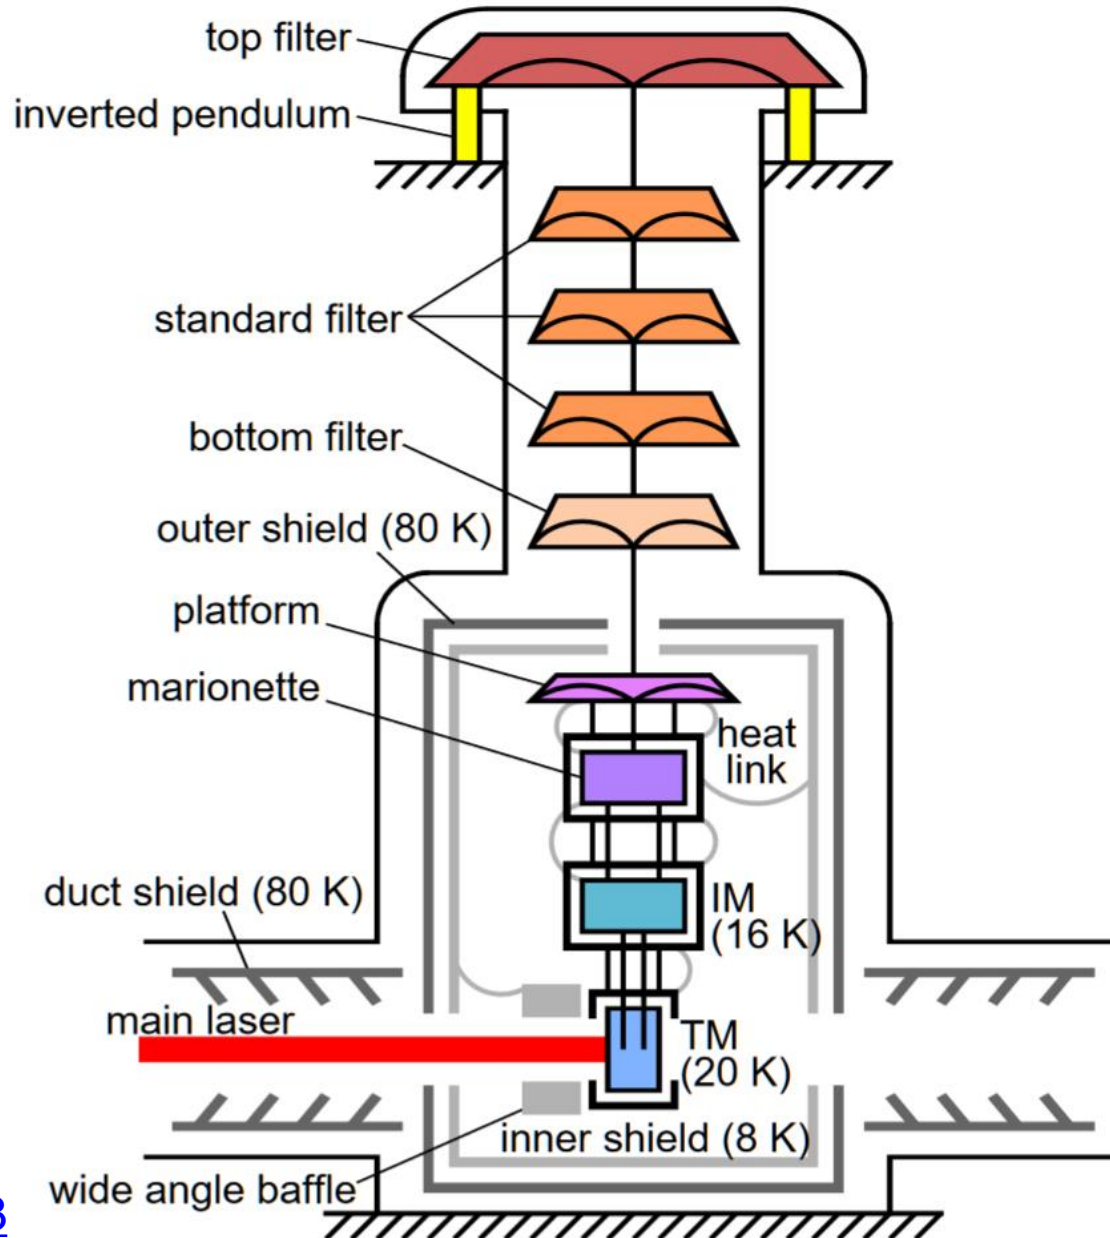 top filter
inverted pendulum
standard filter
bottom filter
outer shield (80 K)
platform
marionette
heat
link
duct shield (80 K)
IM
(16 K)
main laser
TM
(20 K)
inner shield (8 K)
wide angle baffle
3